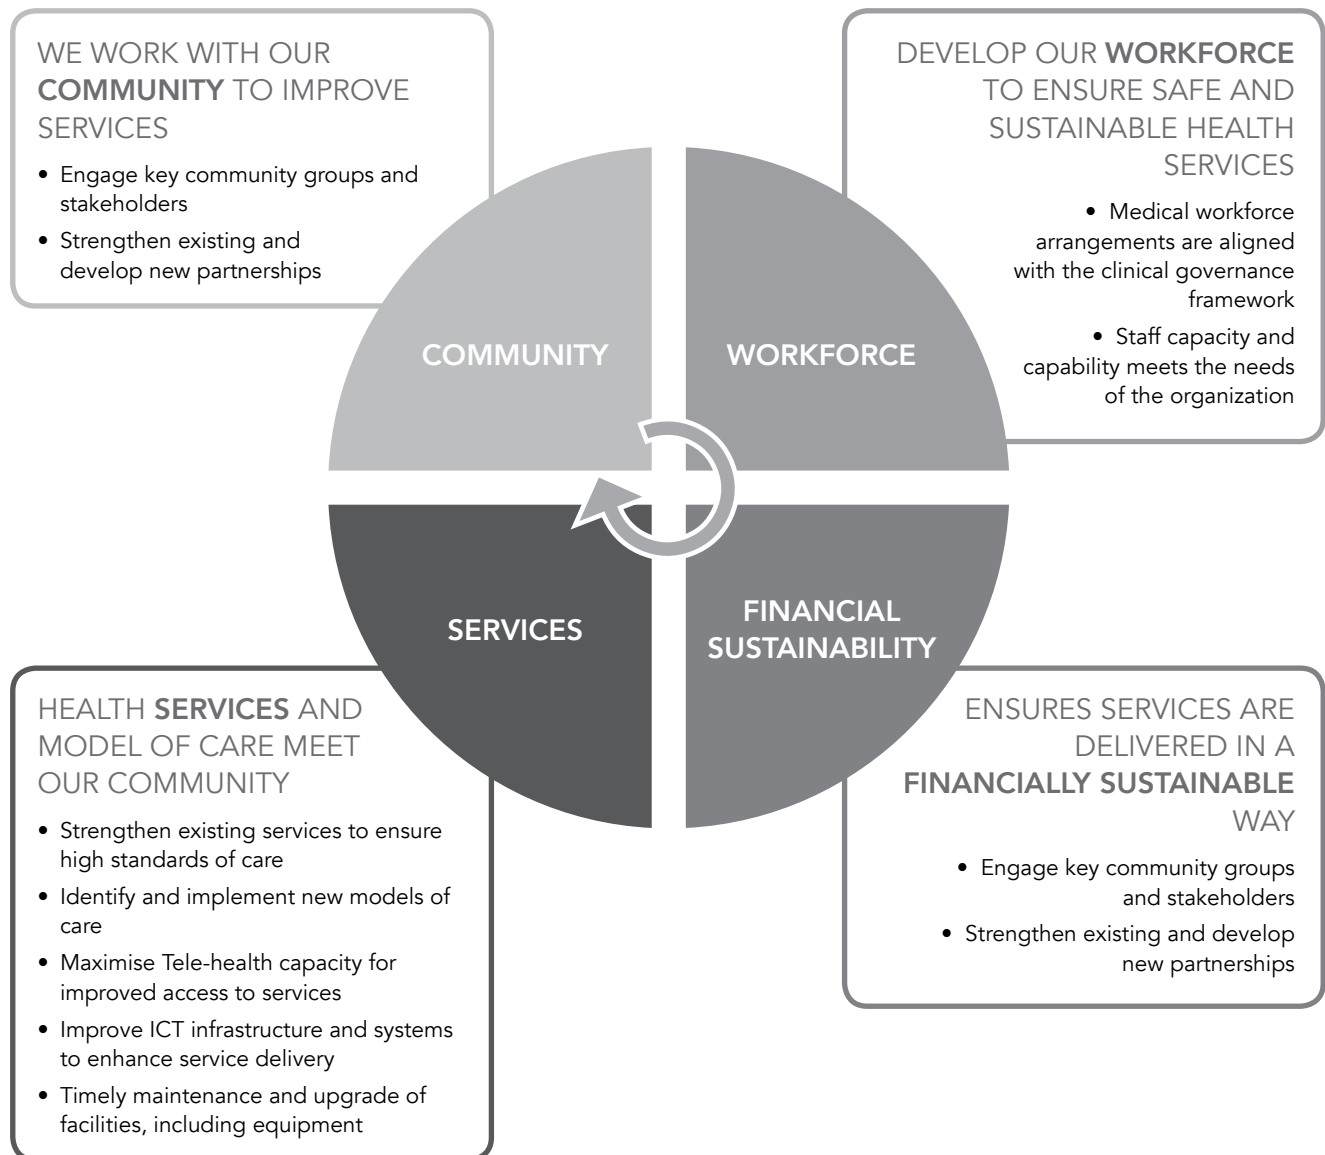 WE WORK WITH OUR
COMMUNITY TO IMPROVE
SERVICES
• Engage key community groups and
stakeholders
• Strengthen existing and
develop new partnerships
DEVELOP OUR WORKFORCE
TO ENSURE SAFE AND
SUSTAINABLE HEALTH
SERVICES
• Medical workforce
arrangements are aligned
with the clinical governance
framework
• Staff capacity and
capability meets the needs
of the organization
COMMUNITY
WORKFORCE
SERVICES
FINANCIAL
SUSTAINABILITY
HEALTH SERVICES AND
MODEL OF CARE MEET
OUR COMMUNITY
• Strengthen existing services to ensure
high standards of care
• Identify and implement new models of
care
• Maximise Tele-health capacity for
improved access to services
• Improve ICT infrastructure and systems
to enhance service delivery
• Timely maintenance and upgrade of
facilities, including equipment
ENSURES SERVICES ARE
DELIVERED IN A
FINANCIALLY SUSTAINABLE
WAY
• Engage key community groups
and stakeholders
• Strengthen existing and develop
new partnerships